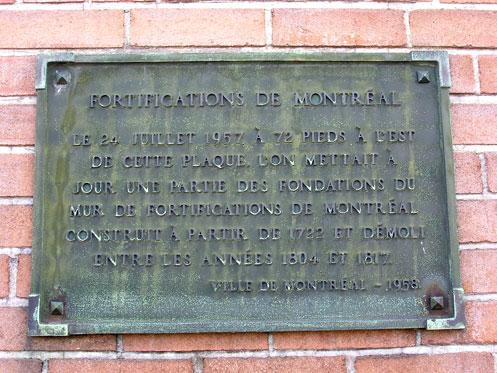 FORTIFICATIONS DE MONTRÉAL
LE 24 JUILLET 1957, À 72 PIEDS À L'EST
DE CETTE PLAQUE, L'ON METTAIT À
JOUR UNE PARTIE DES FONDATIONS DU
MUR DE FORTIFICATIONS DE MONTRÉAL
CONSTRUIT À PARTIR DE 1722 ET DÉMOLI
ENTRE LES ANNÉES 1804 ET 1817.
VILLE DE MONTRÉAL - 1958